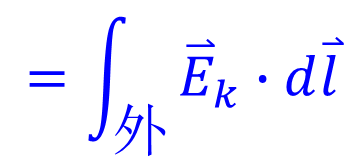 = ∫外 E⃗k · dl⃗